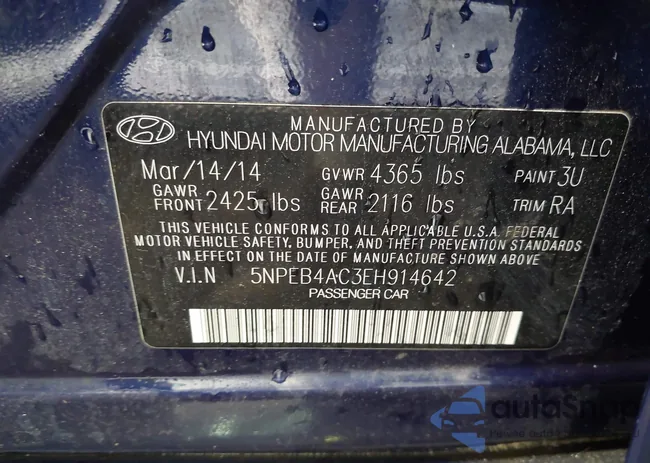 MANUFACTURED BY
HYUNDAI MOTOR MANUFACTURING ALABAMA, LLC
Mar/14/14 GVWR 4365 lbs PAINT 3U
GAWR FRONT 2425 lbs GAWR REAR 2116 lbs TRIM RA
THIS VEHICLE CONFORMS TO ALL APPLICABLE U.S.A. FEDERAL
MOTOR VEHICLE SAFETY, BUMPER, AND THEFT PREVENTION STANDARDS
IN EFFECT ON THE DATE OF MANUFACTURE SHOWN ABOVE
V.I.N 5NPEB4AC3EH914642
PASSENGER CAR
autoSnap